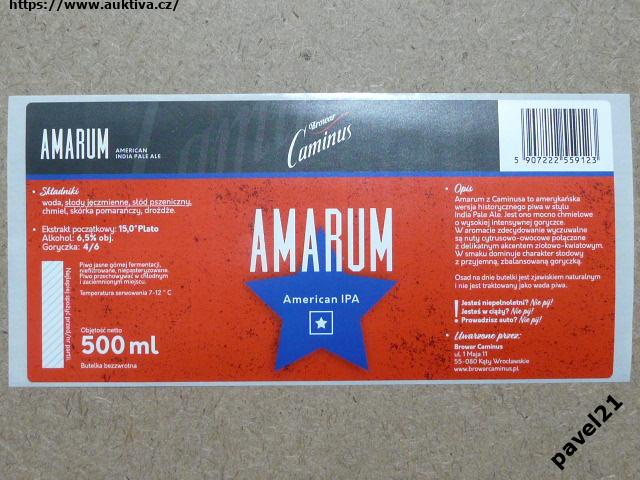 https://www.auktiva.cz/
AMARUM
AMERICAN
INDIA PALE ALE
Browar
Caminus
5 907222 559123
Składniki
woda, słody jęczmienne, słód pszeniczny,
chmiel, skórka pomarańczy, drożdże.
Ekstrakt początkowy: 15,0° Plato
Alkohol: 6,5% obj.
Goryczka: 4/6
Piwo jasne górnej fermentacji,
niefiltrowane, niepasteryzowane.
Piwo przechowywać w chłodnym
i zaciemnionym miejscu.
Temperatura serwowania 7-12 ° C
Najlepiej spożyć przed/nr partii:
Objętość netto
500 ml
Butelka bezzwrotna
AMARUM
American IPA
Opis
Amarum z Caminusa to amerykańska
wersja historycznego piwa w stylu
India Pale Ale. Jest ono mocno chmielowe
o wysokiej intensywnej goryczce.
W aromacie zdecydowanie wyczuwalne
są nuty cytrusowo-owocowe połączone
z delikatnym akcentem ziołowo-kwiatowym.
W smaku dominuje charakter słodowy
z przyjemną, zbalansowaną goryczką.
Osad na dnie butelki jest zjawiskiem naturalnym
i nie jest traktowany jako wada piwa.
Jesteś niepełnoletni? Nie pij!
Jesteś w ciąży? Nie pij!
Prowadzisz auto? Nie pij!
Uwarzone przez:
Browar Caminus
ul. 1 Maja 11
55-080 Kąty Wrocławskie
www.browarcaminus.pl
pavel21